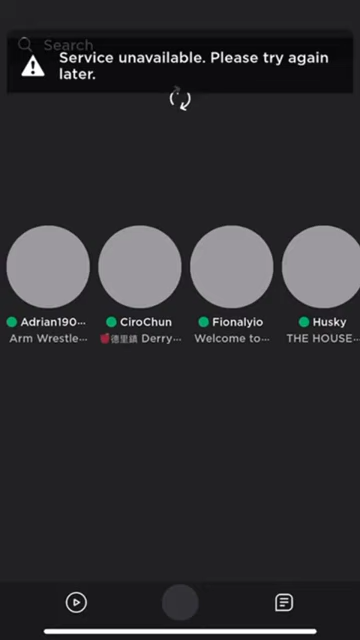 Search
Service unavailable. Please try again
later.
Adrian190...
CiroChun
Fionalyio
Husky
Arm Wrestle...
德里鎮 Derry...
Welcome to...
THE HOUSE...